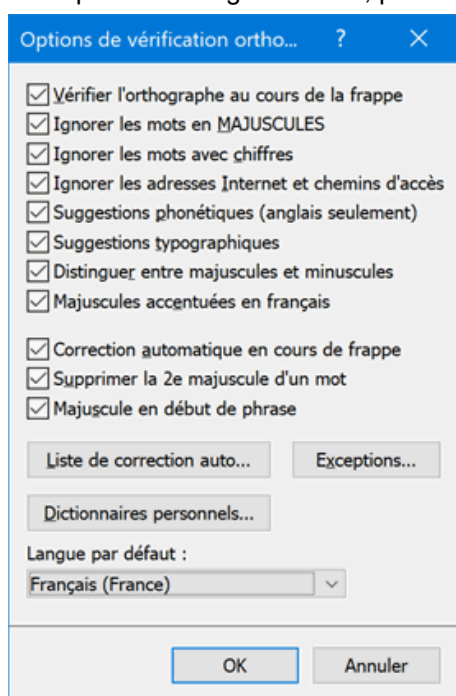 Options de vérification ortho... ?
Vérifier l'orthographe au cours de la frappe
Ignorer les mots en MAJUSCULES
Ignorer les mots avec chiffres
Ignorer les adresses Internet et chemins d'accès
Suggestions phonétiques (anglais seulement)
Suggestions typographiques
Distinguer entre majuscules et minuscules
Majuscules accentuées en français
Correction automatique en cours de frappe
Supprimer la 2e majuscule d'un mot
Majuscule en début de phrase
Liste de correction auto... Exceptions...
Dictionnaires personnels...
Langue par défaut :
Français (France)
OK Annuler